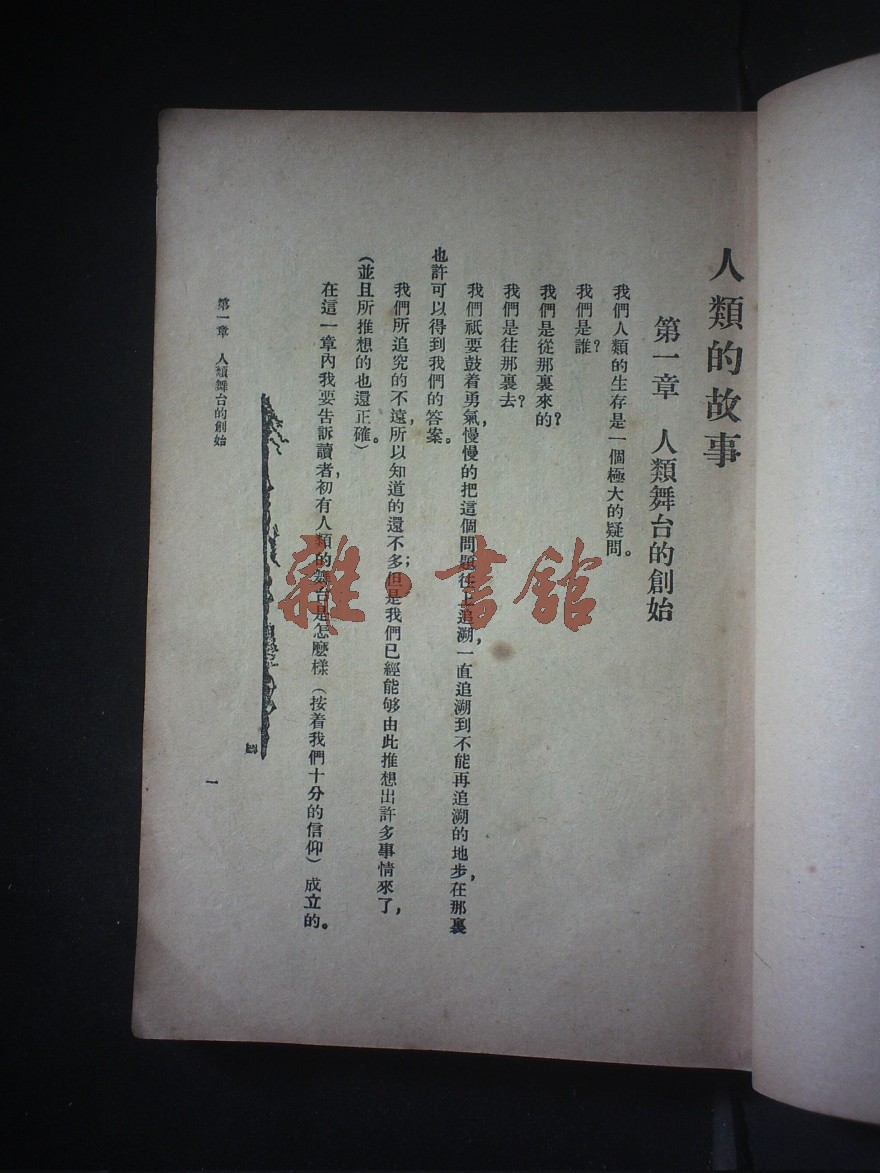 人類的故事
第一章 人類舞台的創始
我們人類的生存是一個極大的疑問。
我們是誰？
我們是從那裏來的？
我們是往那裏去？
我們祇要鼓着勇氣，慢慢的把這個問題往上追溯，一直追溯到不能再追溯的地步，在那裏
也許可以得到我們的答案。
我們所追究的不遠，所以知道的還不多；但是我們已經能够由此推想出許多事情來了，
（並且所推想的也還正確。）
在這一章內我要告訴讀者，初有人類的舞台是怎麼樣（按着我們十分的信仰）成立的。
第一章 人類舞台的創始
一
雜·書館